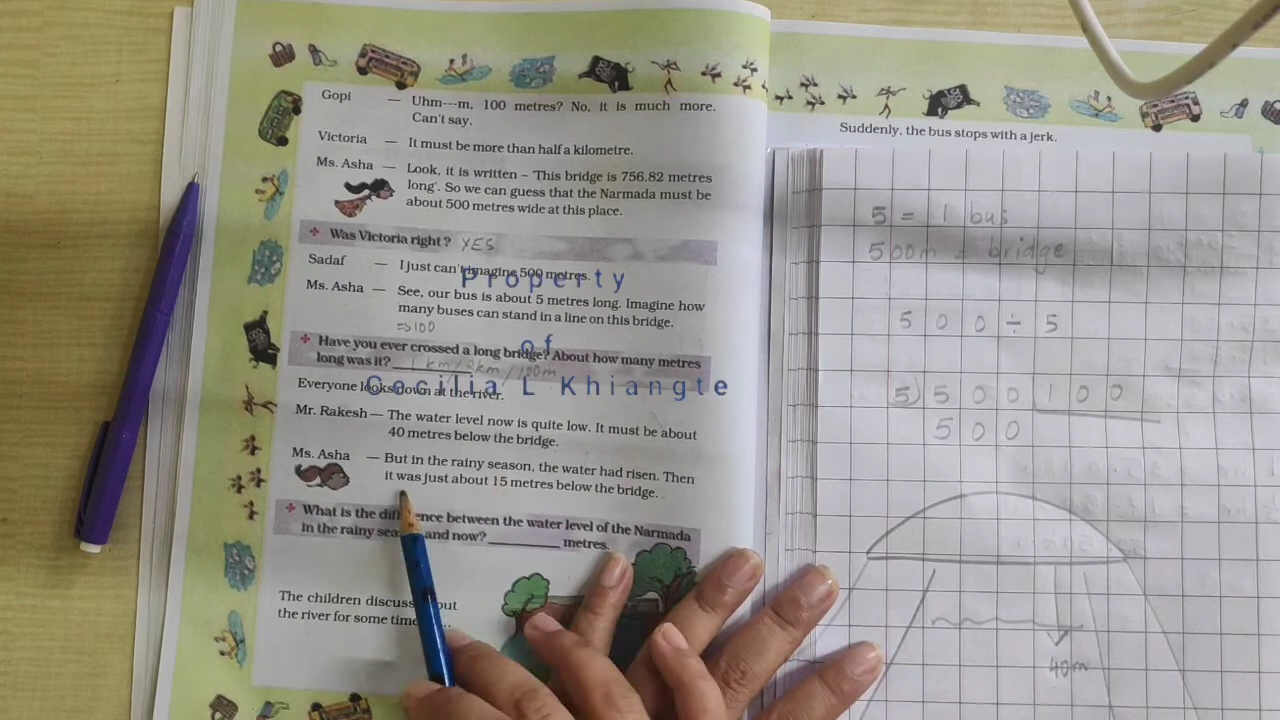 Gopi — Uhm---m, 100 metres? No, it is much more.
Can't say.
Victoria — It must be more than half a kilometre.
Ms. Asha — Look, it is written – This bridge is 756.82 metres
long'. So we can guess that the Narmada must be
about 500 metres wide at this place.
Was Victoria right? YES
Sadaf — I just can't imagine 500 metres.
Ms. Asha — See, our bus is about 5 metres long. Imagine how
many buses can stand in a line on this bridge.
⇒100
Have you ever crossed a long bridge? About how many metres
long was it? 1 km/2km/100m
Everyone looks down at the river.
Mr. Rakesh — The water level now is quite low. It must be about
40 metres below the bridge.
Ms. Asha — But in the rainy season, the water had risen. Then
it was just about 15 metres below the bridge.
What is the difference between the water level of the Narmada
in the rainy season and now? ________ metres.
The children discuss
the river for some time
Property
of
Cecilia L Khiangte
Suddenly, the bus stops with a jerk.
5 = 1 bus
500m = bridge
500 ÷ 5
5) 500 100
500
40m